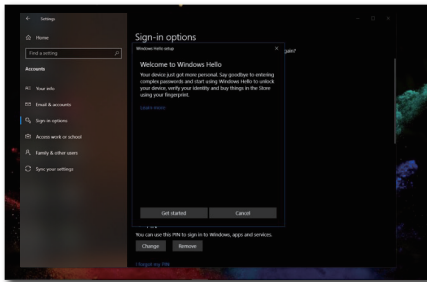 Settings
Home
Find a setting
Accounts
Your info
Email & accounts
Sign-in options
Access work or school
Family & other users
Sync your settings
Sign-in options
Windows Hello setup
Welcome to Windows Hello
Your device just got more personal. Say goodbye to entering
complex passwords and start using Windows Hello to unlock
your device, verify your identity and buy things in the Store
using your fingerprint.
Learn more
Get started
Cancel
You can use this PIN to sign in to Windows, apps and services.
Change
Remove
I forgot my PIN